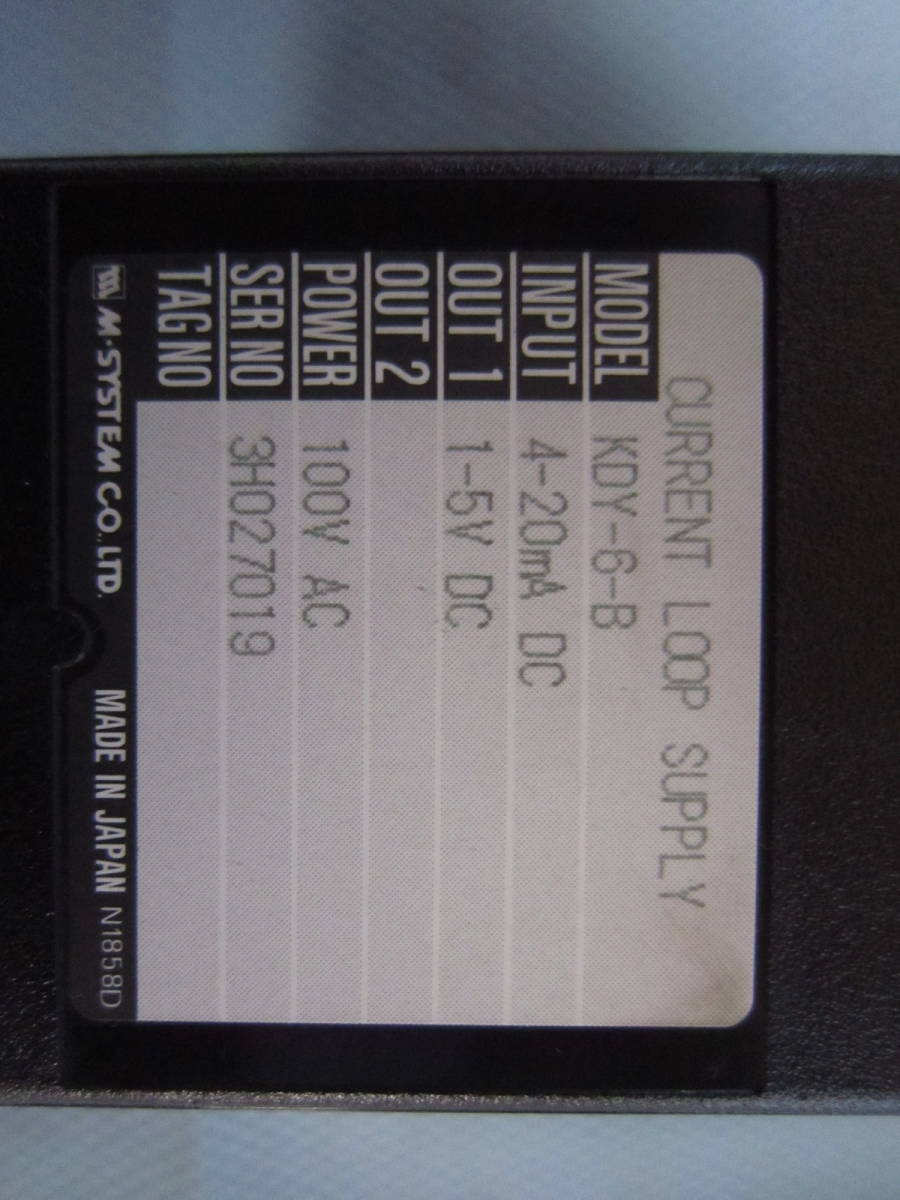 CURRENT LOOP SUPPLY
MODEL KDY-6-B
INPUT 4-20mA DC
OUT 1 1-5V DC
OUT 2
POWER 100V AC
SER NO 3H027019
TAG NO
M-SYSTEM CO.,LTD. MADE IN JAPAN N1858D